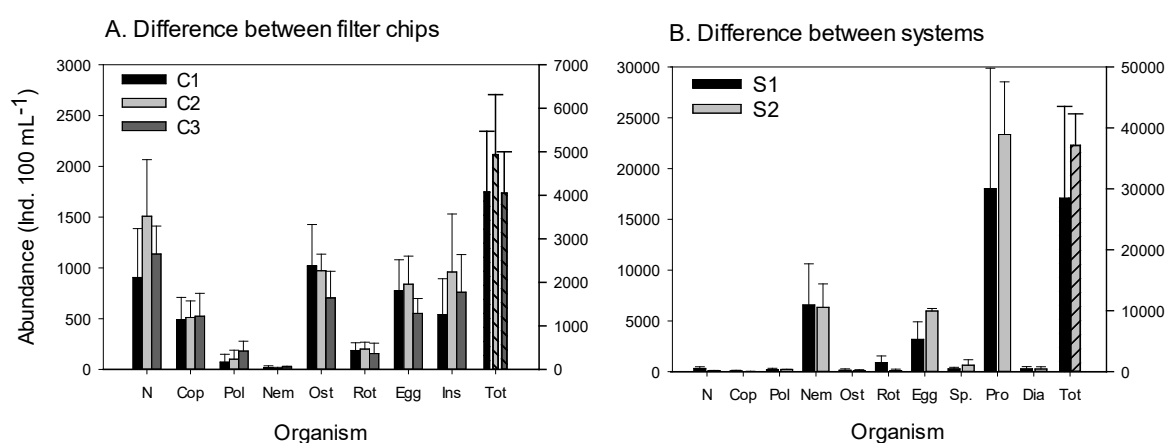 A. Difference between filter chips
3000
2500
2000
1500
1000
500
0
7000
6000
5000
4000
3000
2000
1000
0
C1
C2
C3
Abundance (Ind. 100 mL-1)
N Cop Pol Nem Ost Rot Egg Ins Tot
Organism
B. Difference between systems
30000
25000
20000
15000
10000
5000
0
50000
40000
30000
20000
10000
0
S1
S2
N Cop Pol Nem Ost Rot Egg Sp. Pro Dia Tot
Organism